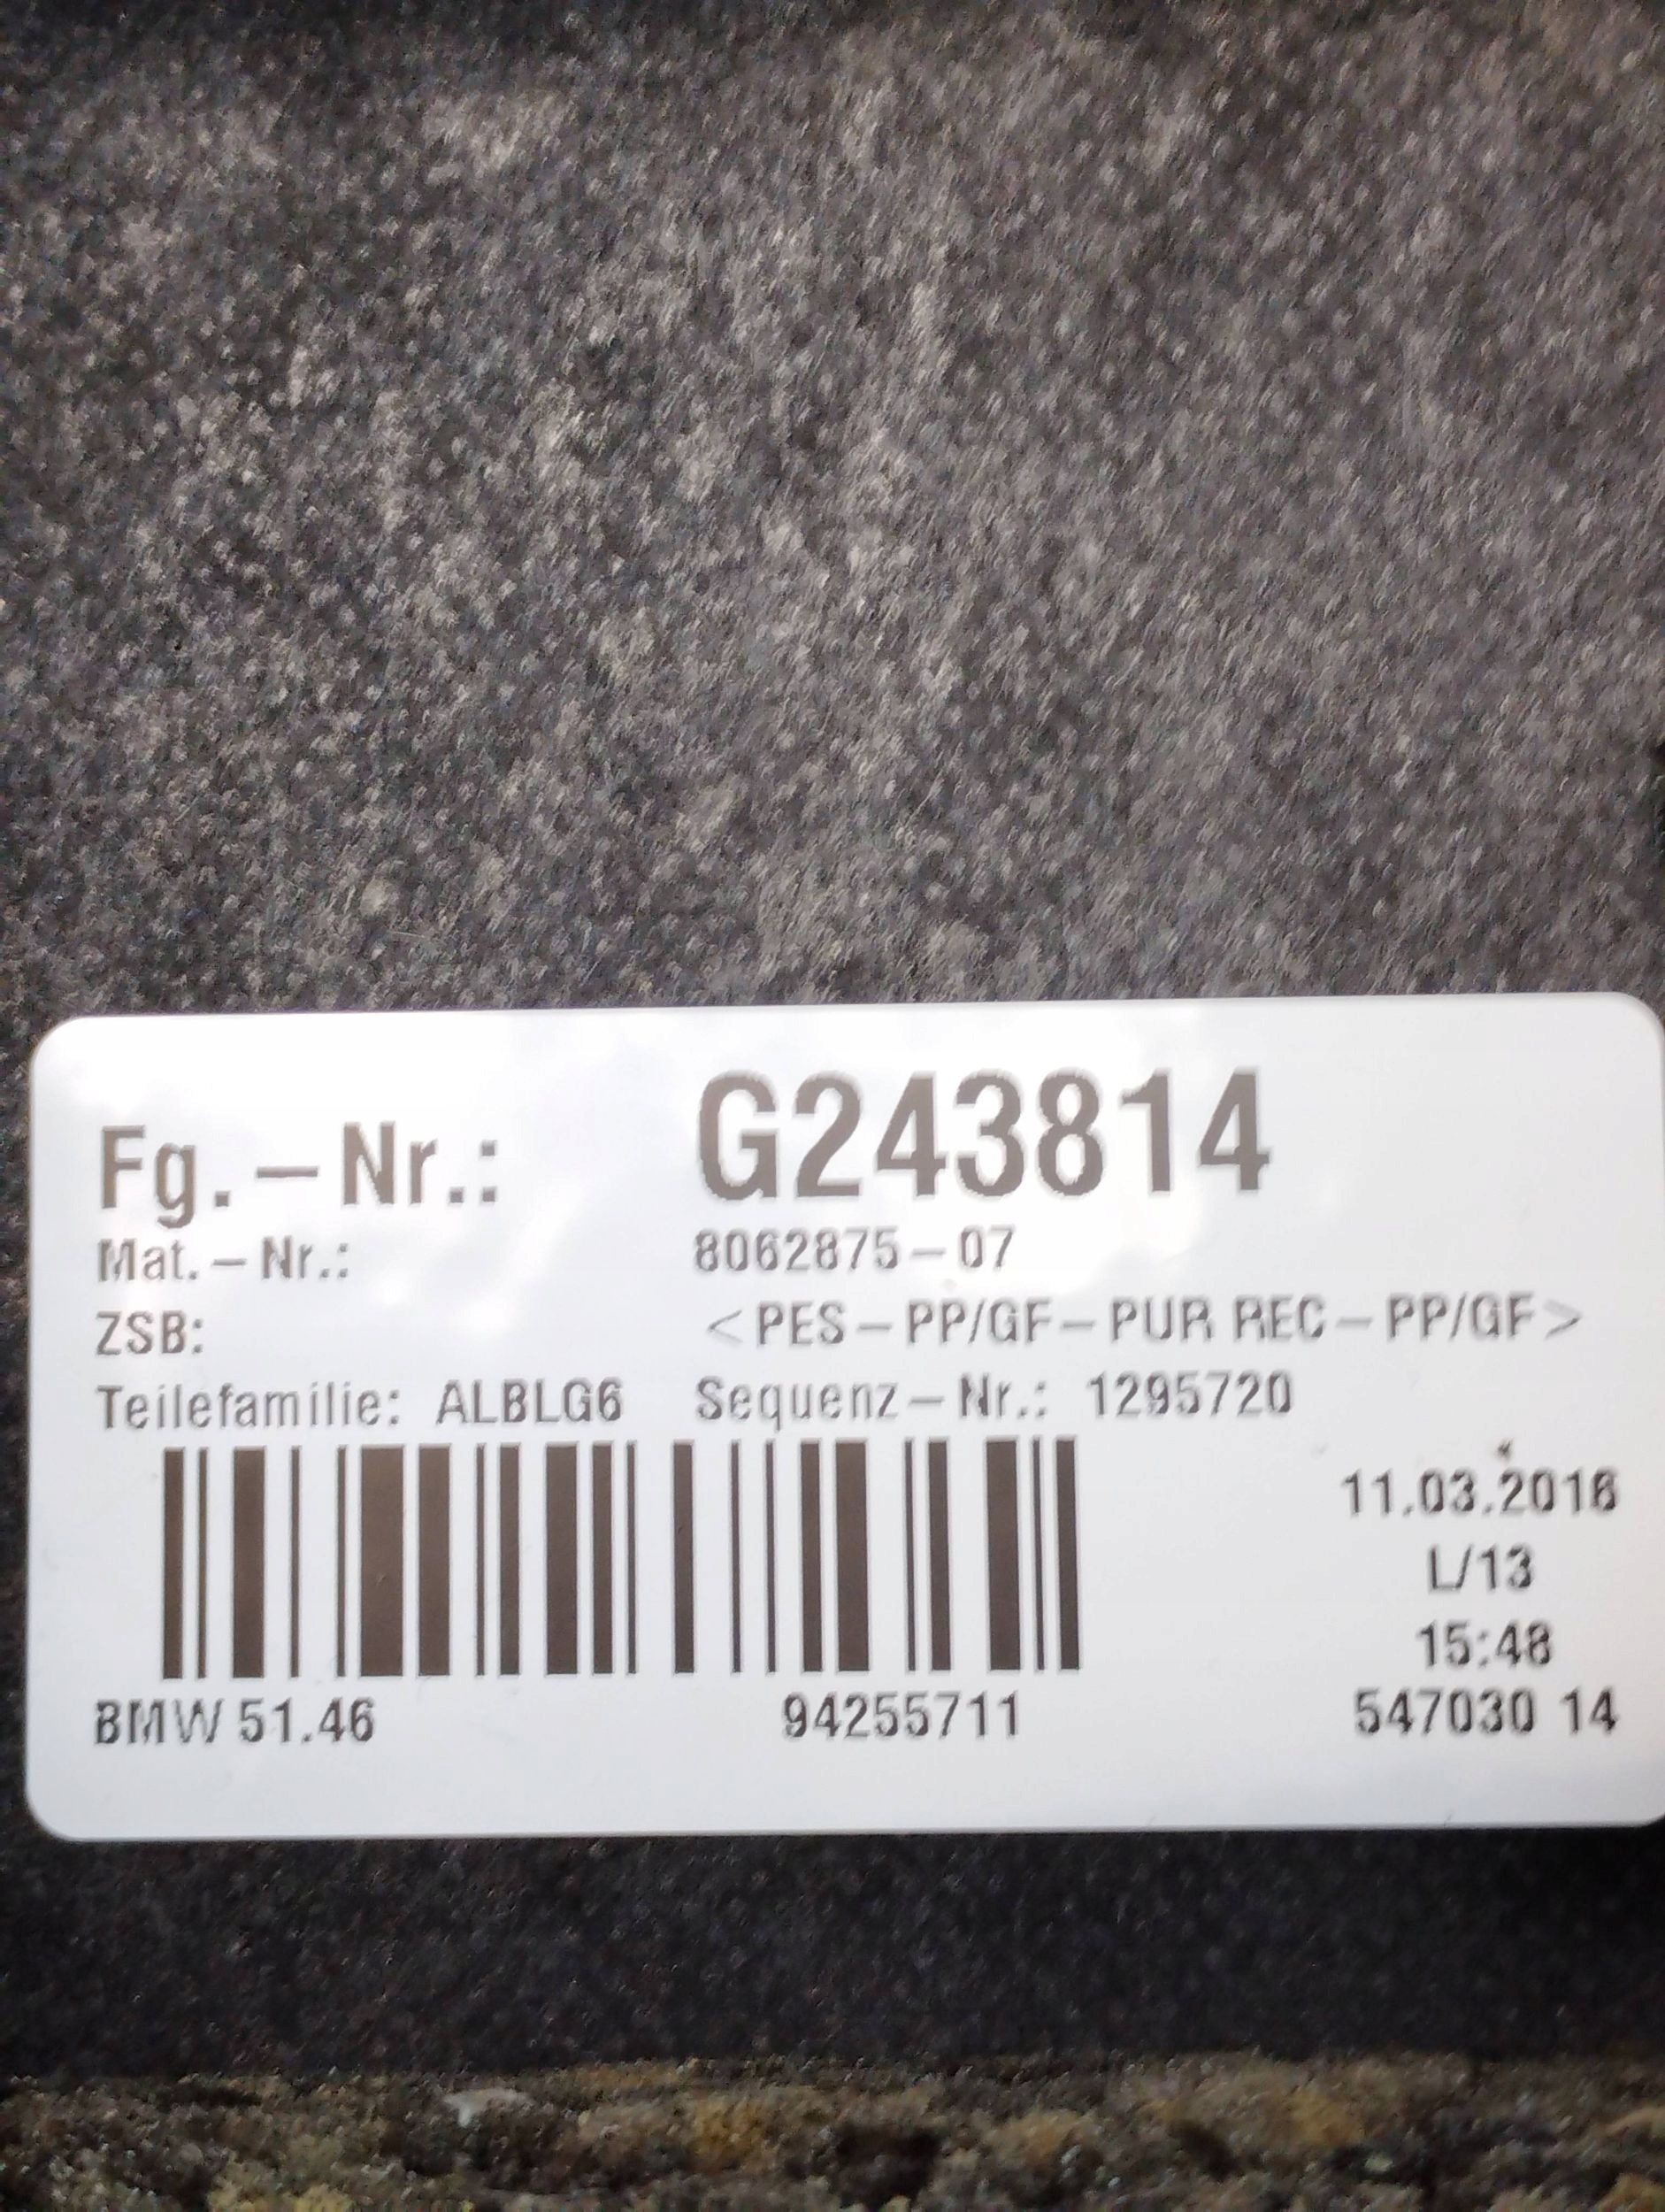 Fg.-Nr.: G243814
Mat.-Nr.: 8062875-07
ZSB: <PES-PP/GF-PUR REC-PP/GF>
Teilefamilie: ALBLG6 Sequenz-Nr.: 1295720
11.03.2016
L/13
15:48
BMW 51.46 94255711 547030 14